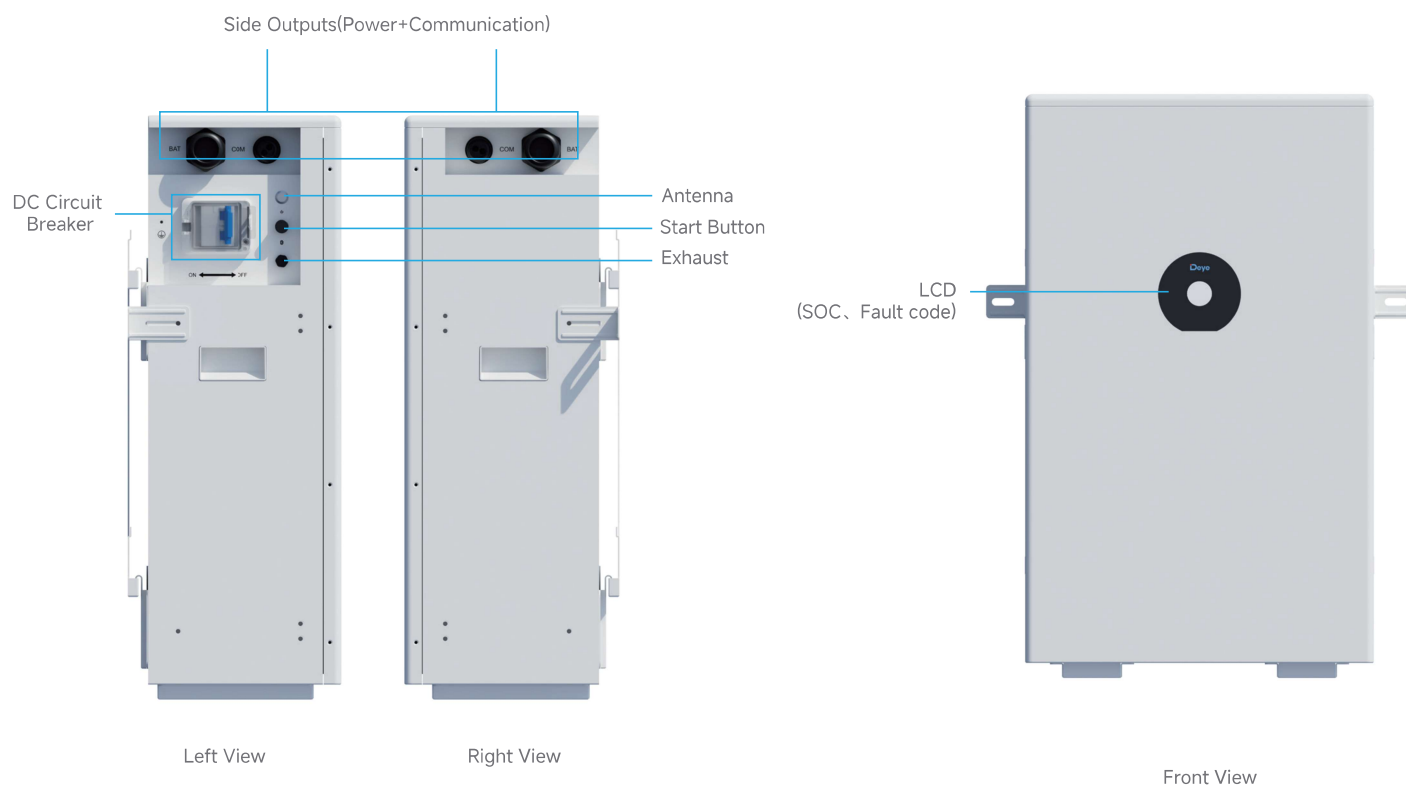 Side Outputs(Power+Communication)
BAT
COM
COM
BAT
DC Circuit
Breaker
Antenna
Start Button
Exhaust
ON
OFF
Deye
LCD
(SOC、Fault code)
Left View
Right View
Front View